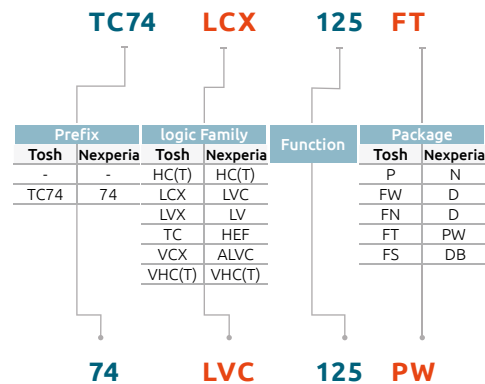 TC74 LCX 125 FT
Prefix logic Family Function Package
Tosh Nexperia Tosh Nexperia Tosh Nexperia
- - HC(T) HC(T) P N
TC74 74 LCX LVC FW D
LVX LV FN D
TC HEF FT PW
VCX ALVC FS DB
VHC(T) VHC(T)
74 LVC 125 PW